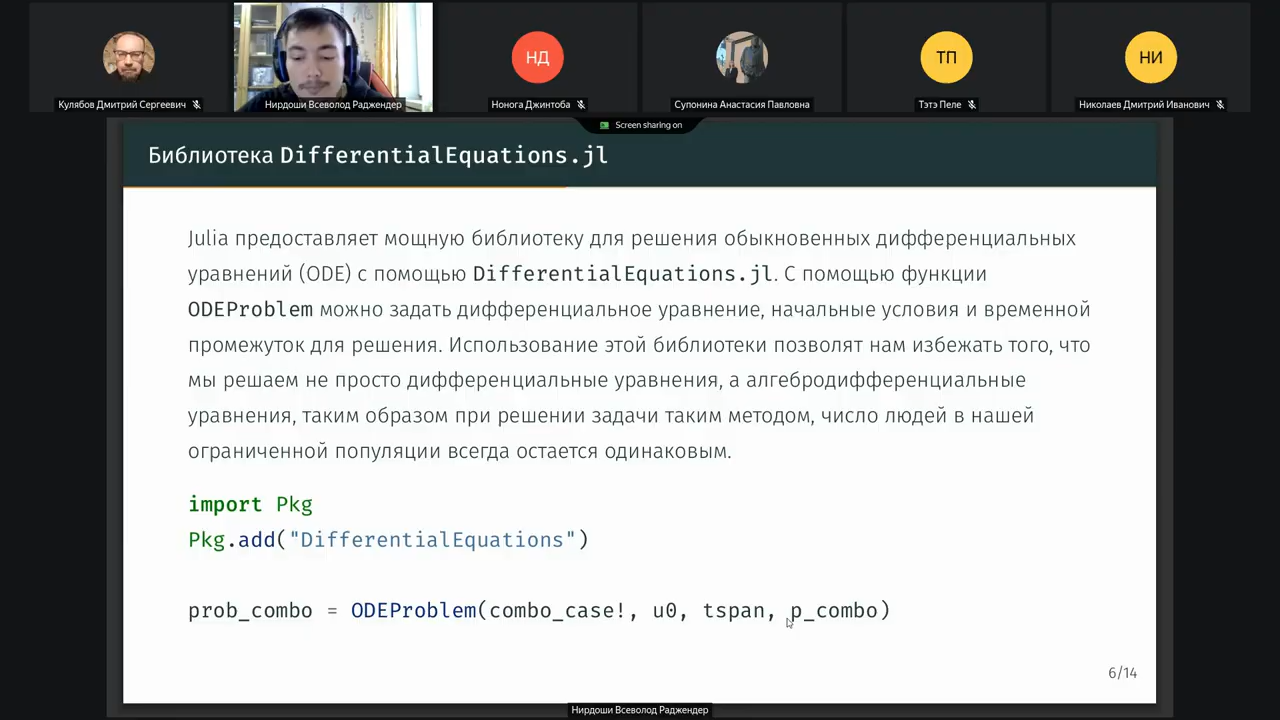 НД
ТП
НИ
Кулябов Дмитрий Сергеевич
Нирдоши Всеволод Раджендер
Нонога Джинтоба
Супонина Анастасия Павловна
Тэтэ Пеле
Николаев Дмитрий Иванович
Screen sharing on
Библиотека DifferentialEquations.jl
Julia предоставляет мощную библиотеку для решения обыкновенных дифференциальных
уравнений (ODE) с помощью DifferentialEquations.jl. С помощью функции
ODEProblem можно задать дифференциальное уравнение, начальные условия и временной
промежуток для решения. Использование этой библиотеки позволят нам избежать того, что
мы решаем не просто дифференциальные уравнения, а алгебродифференциальные
уравнения, таким образом при решении задачи таким методом, число людей в нашей
ограниченной популяции всегда остается одинаковым.
import Pkg
Pkg.add("DifferentialEquations")
prob_combo = ODEProblem(combo_case!, u0, tspan, p_combo)
6/14
Нирдоши Всеволод Раджендер